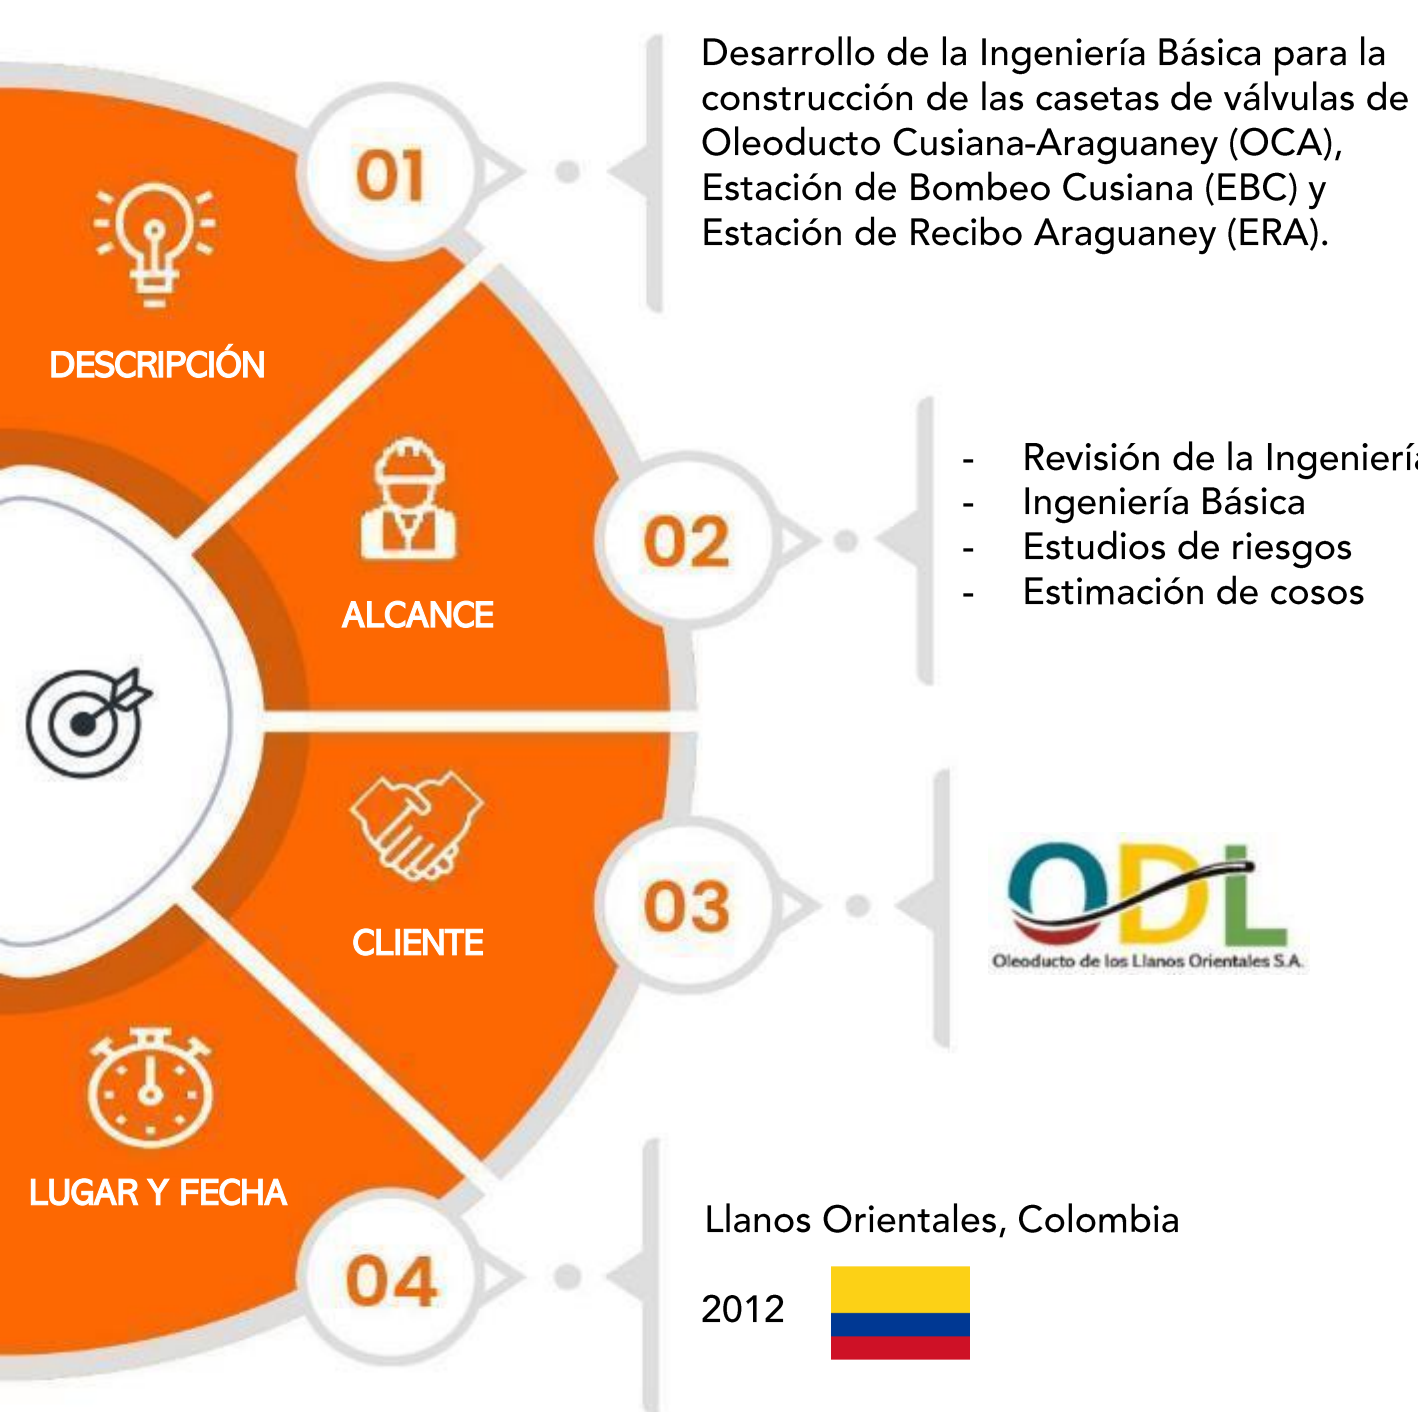 01
Desarrollo de la Ingeniería Básica para la
construcción de las casetas de válvulas de
Oleoducto Cusiana-Araguaney (OCA),
Estación de Bombeo Cusiana (EBC) y
Estación de Recibo Araguaney (ERA).
DESCRIPCIÓN
02
- Revisión de la
- Ingeniería Básica
- Estudios de riesgos
- Estimación de cosos
ALCANCE
03
ODL
Oleoducto de los Llanos Orientales S.A.
CLIENTE
LUGAR Y FECHA
04
Llanos Orientales, Colombia
2012